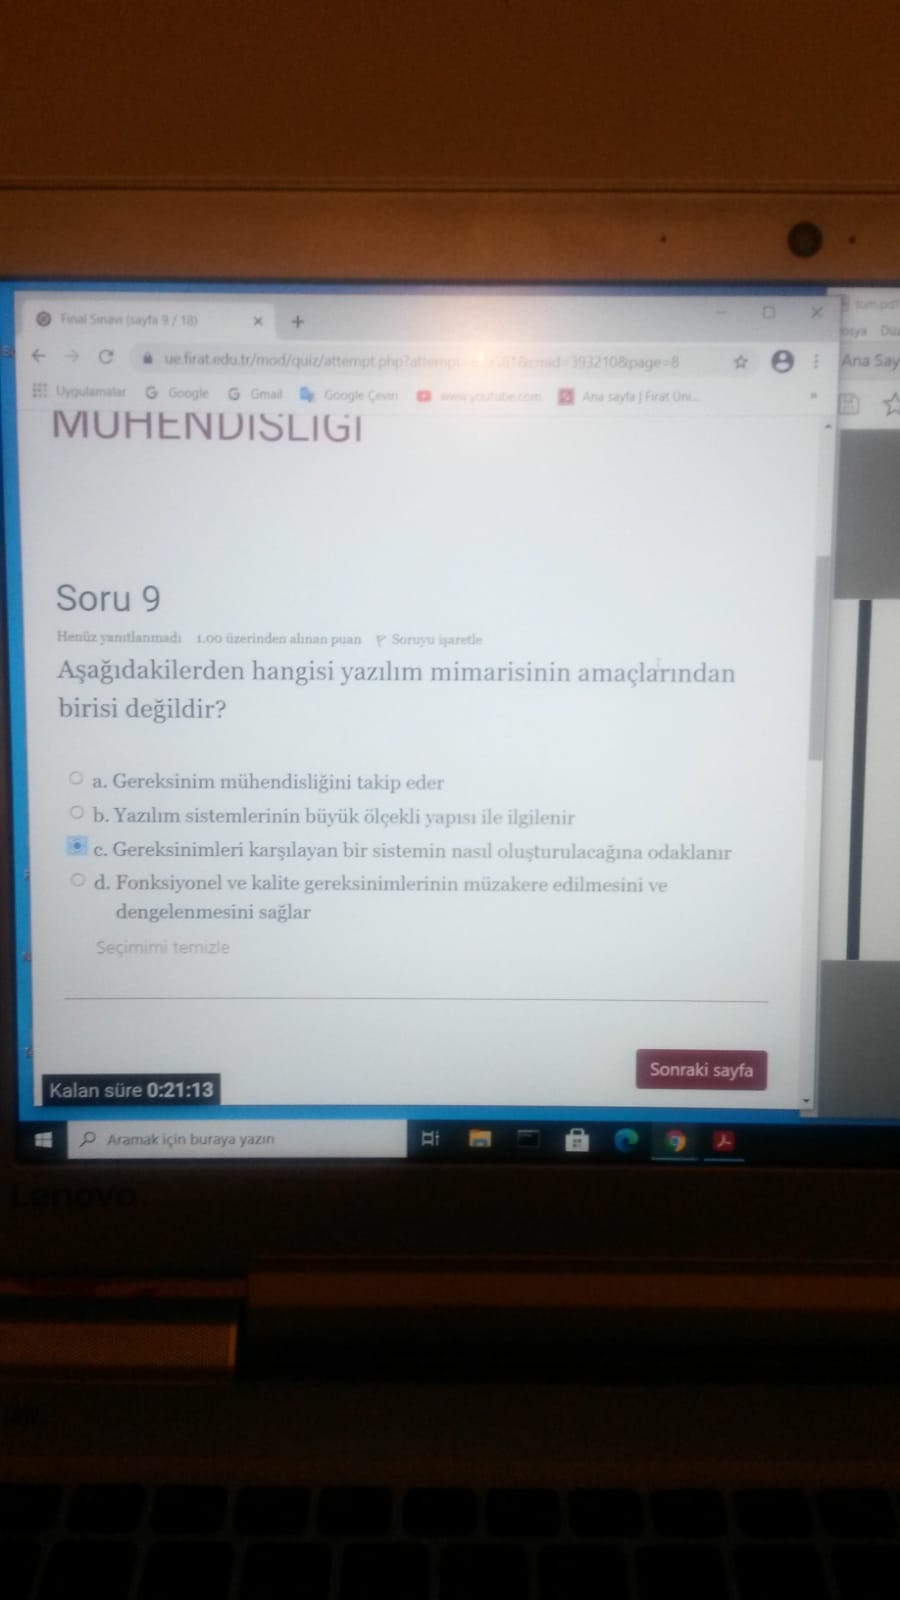 Final Sınavı (sayfa 9 / 18)
tum.pdf
osya
ue.firat.edu.tr/mod/quiz/attempt.php?attempt=
&cmid=393210&page=8
Ana Say
Uygulamalar Google Gmail Google Çeviri www.youtube.com Ana sayfa | Fırat Üni...
MÜHENDİSLİĞİ
Soru 9
Henüz yanıtlanmadı 1.00 üzerinden alınan puan Soruyu işaretle
Aşağıdakilerden hangisi yazılım mimarisinin amaçlarından
birisi değildir?
a. Gereksinim mühendisliğini takip eder
b. Yazılım sistemlerinin büyük ölçekli yapısı ile ilgilenir
c. Gereksinimleri karşılayan bir sistemin nasıl oluşturulacağına odaklanır
d. Fonksiyonel ve kalite gereksinimlerinin müzakere edilmesini ve
dengelenmesini sağlar
Seçimimi temizle
Sonraki sayfa
Kalan süre 0:21:13
Aramak için buraya yazın
Lenovo